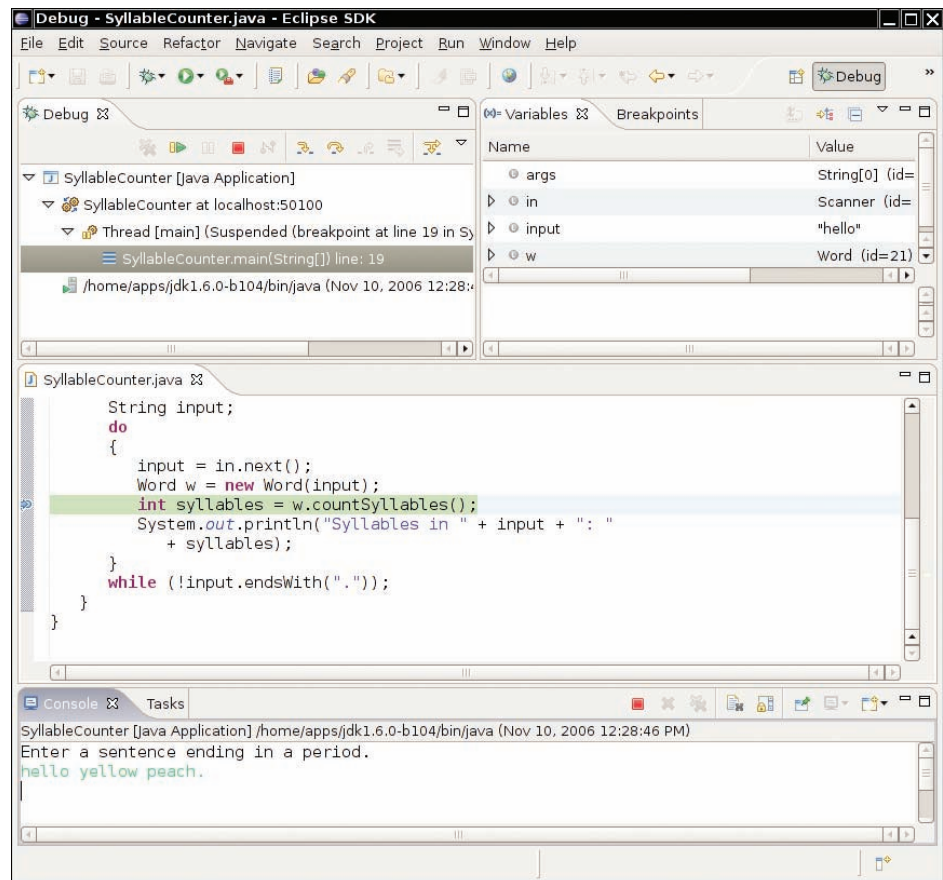 Debug - SyllableCounter.java - Eclipse SDK
File Edit Source Refactor Navigate Search Project Run Window Help
Debug
»
Debug
(x)= Variables Breakpoints
Name Value
SyllableCounter [Java Application]
args String[0] (id=
SyllableCounter at localhost:50100
in Scanner (id=
Thread [main] (Suspended (breakpoint at line 19 in Sy
input "hello"
SyllableCounter.main(String[]) line: 19
w Word (id=21)
/home/apps/jdk1.6.0-b104/bin/java (Nov 10, 2006 12:28:4
SyllableCounter.java
String input;
do
{
input = in.next();
Word w = new Word(input);
int syllables = w.countSyllables();
System.out.println("Syllables in " + input + ": "
+ syllables);
}
while (!input.endsWith("."));
}
}
Console Tasks
SyllableCounter [Java Application] /home/apps/jdk1.6.0-b104/bin/java (Nov 10, 2006 12:28:46 PM)
Enter a sentence ending in a period.
hello yellow peach.